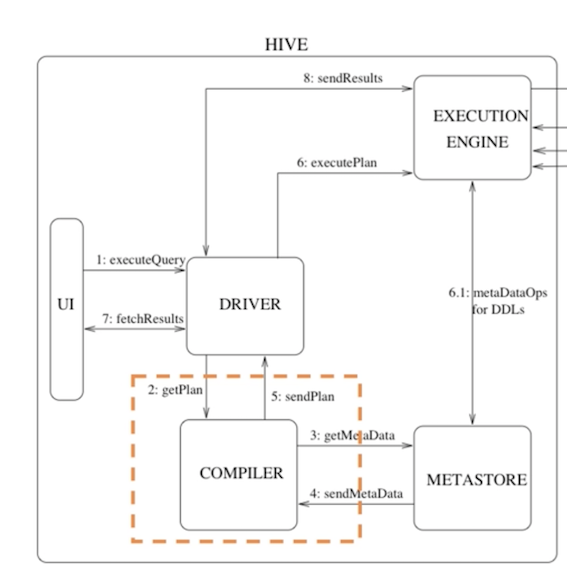 HIVE
8: sendResults
EXECUTION
ENGINE
6: executePlan
1: executeQuery
UI
DRIVER
6.1: metaDataOps
for DDLs
7: fetchResults
2: getPlan
5: sendPlan
3: getMetaData
COMPILER
METASTORE
4: sendMetaData